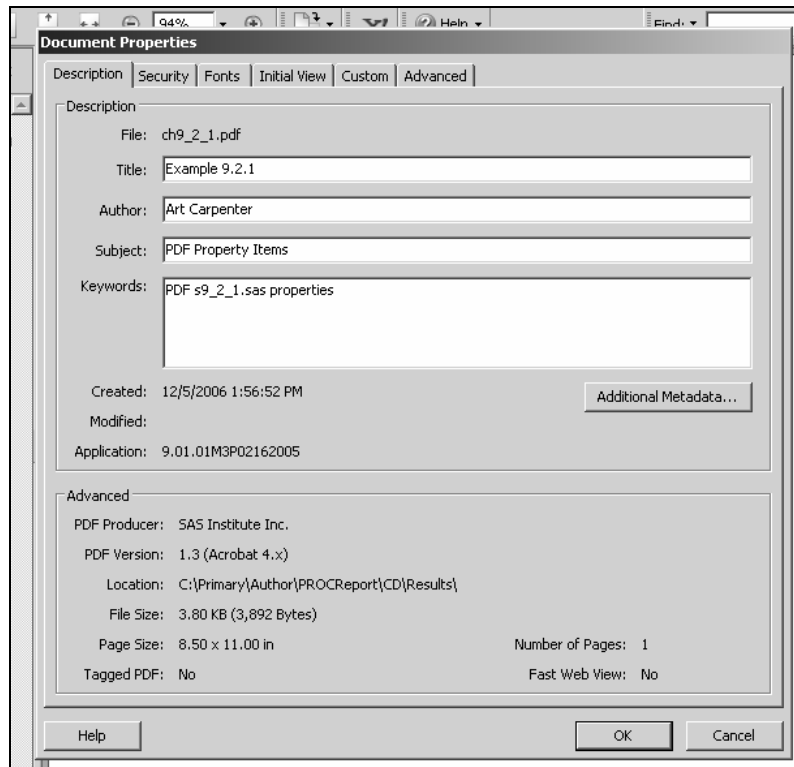 94% Help Find:
Document Properties
Description Security Fonts Initial View Custom Advanced
Description
File: ch9_2_1.pdf
Title: Example 9.2.1
Author: Art Carpenter
Subject: PDF Property Items
Keywords: PDF s9_2_1.sas properties
Created: 12/5/2006 1:56:52 PM
Additional Metadata...
Modified:
Application: 9.01.01M3P02162005
Advanced
PDF Producer: SAS Institute Inc.
PDF Version: 1.3 (Acrobat 4.x)
Location: C:\Primary\Author\PROCReport\CD\Results\
File Size: 3.80 KB (3,892 Bytes)
Page Size: 8.50 x 11.00 in Number of Pages: 1
Tagged PDF: No Fast Web View: No
Help OK Cancel